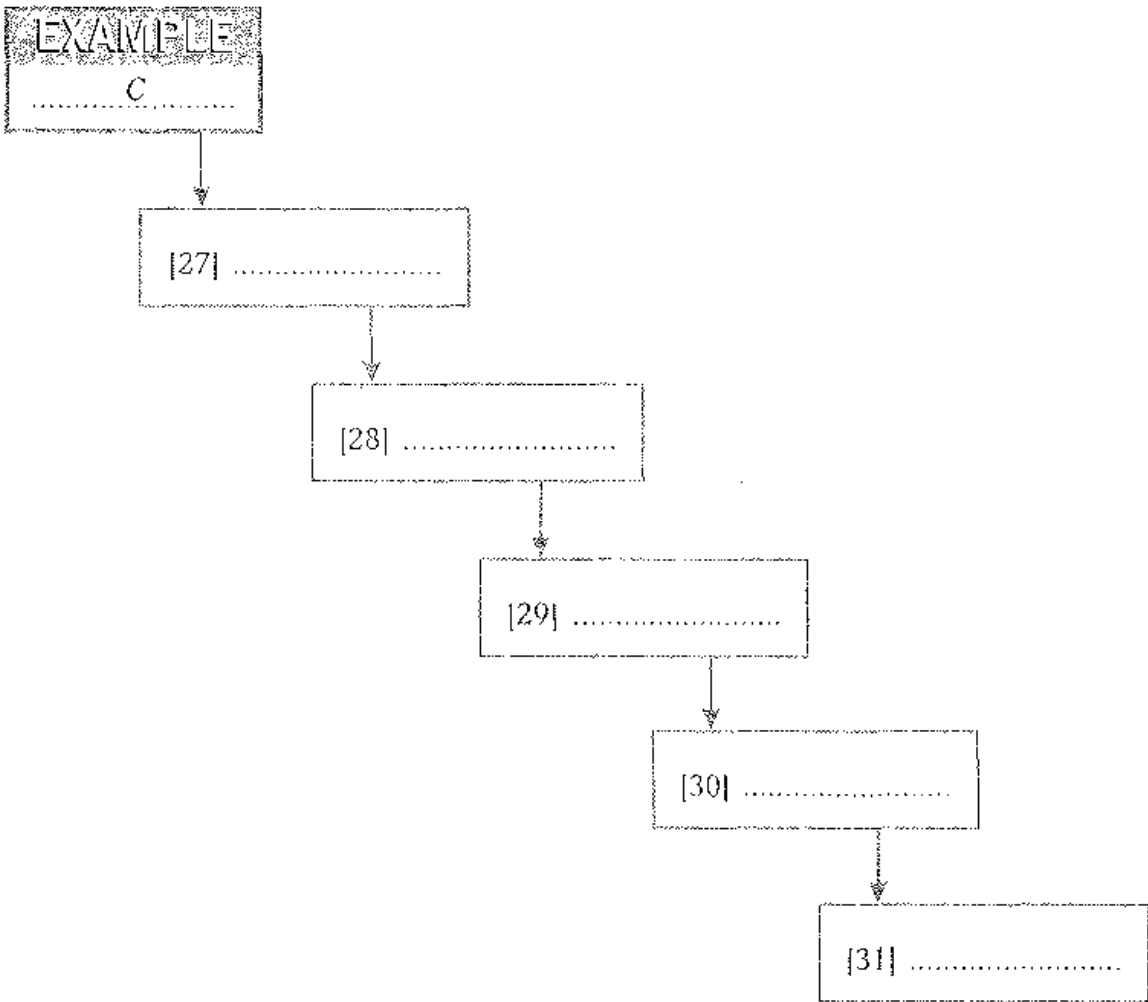 EXAMPLE
.......... C ..........
[27] ......................
[28] ......................
[29] ......................
[30] ......................
[31] ......................